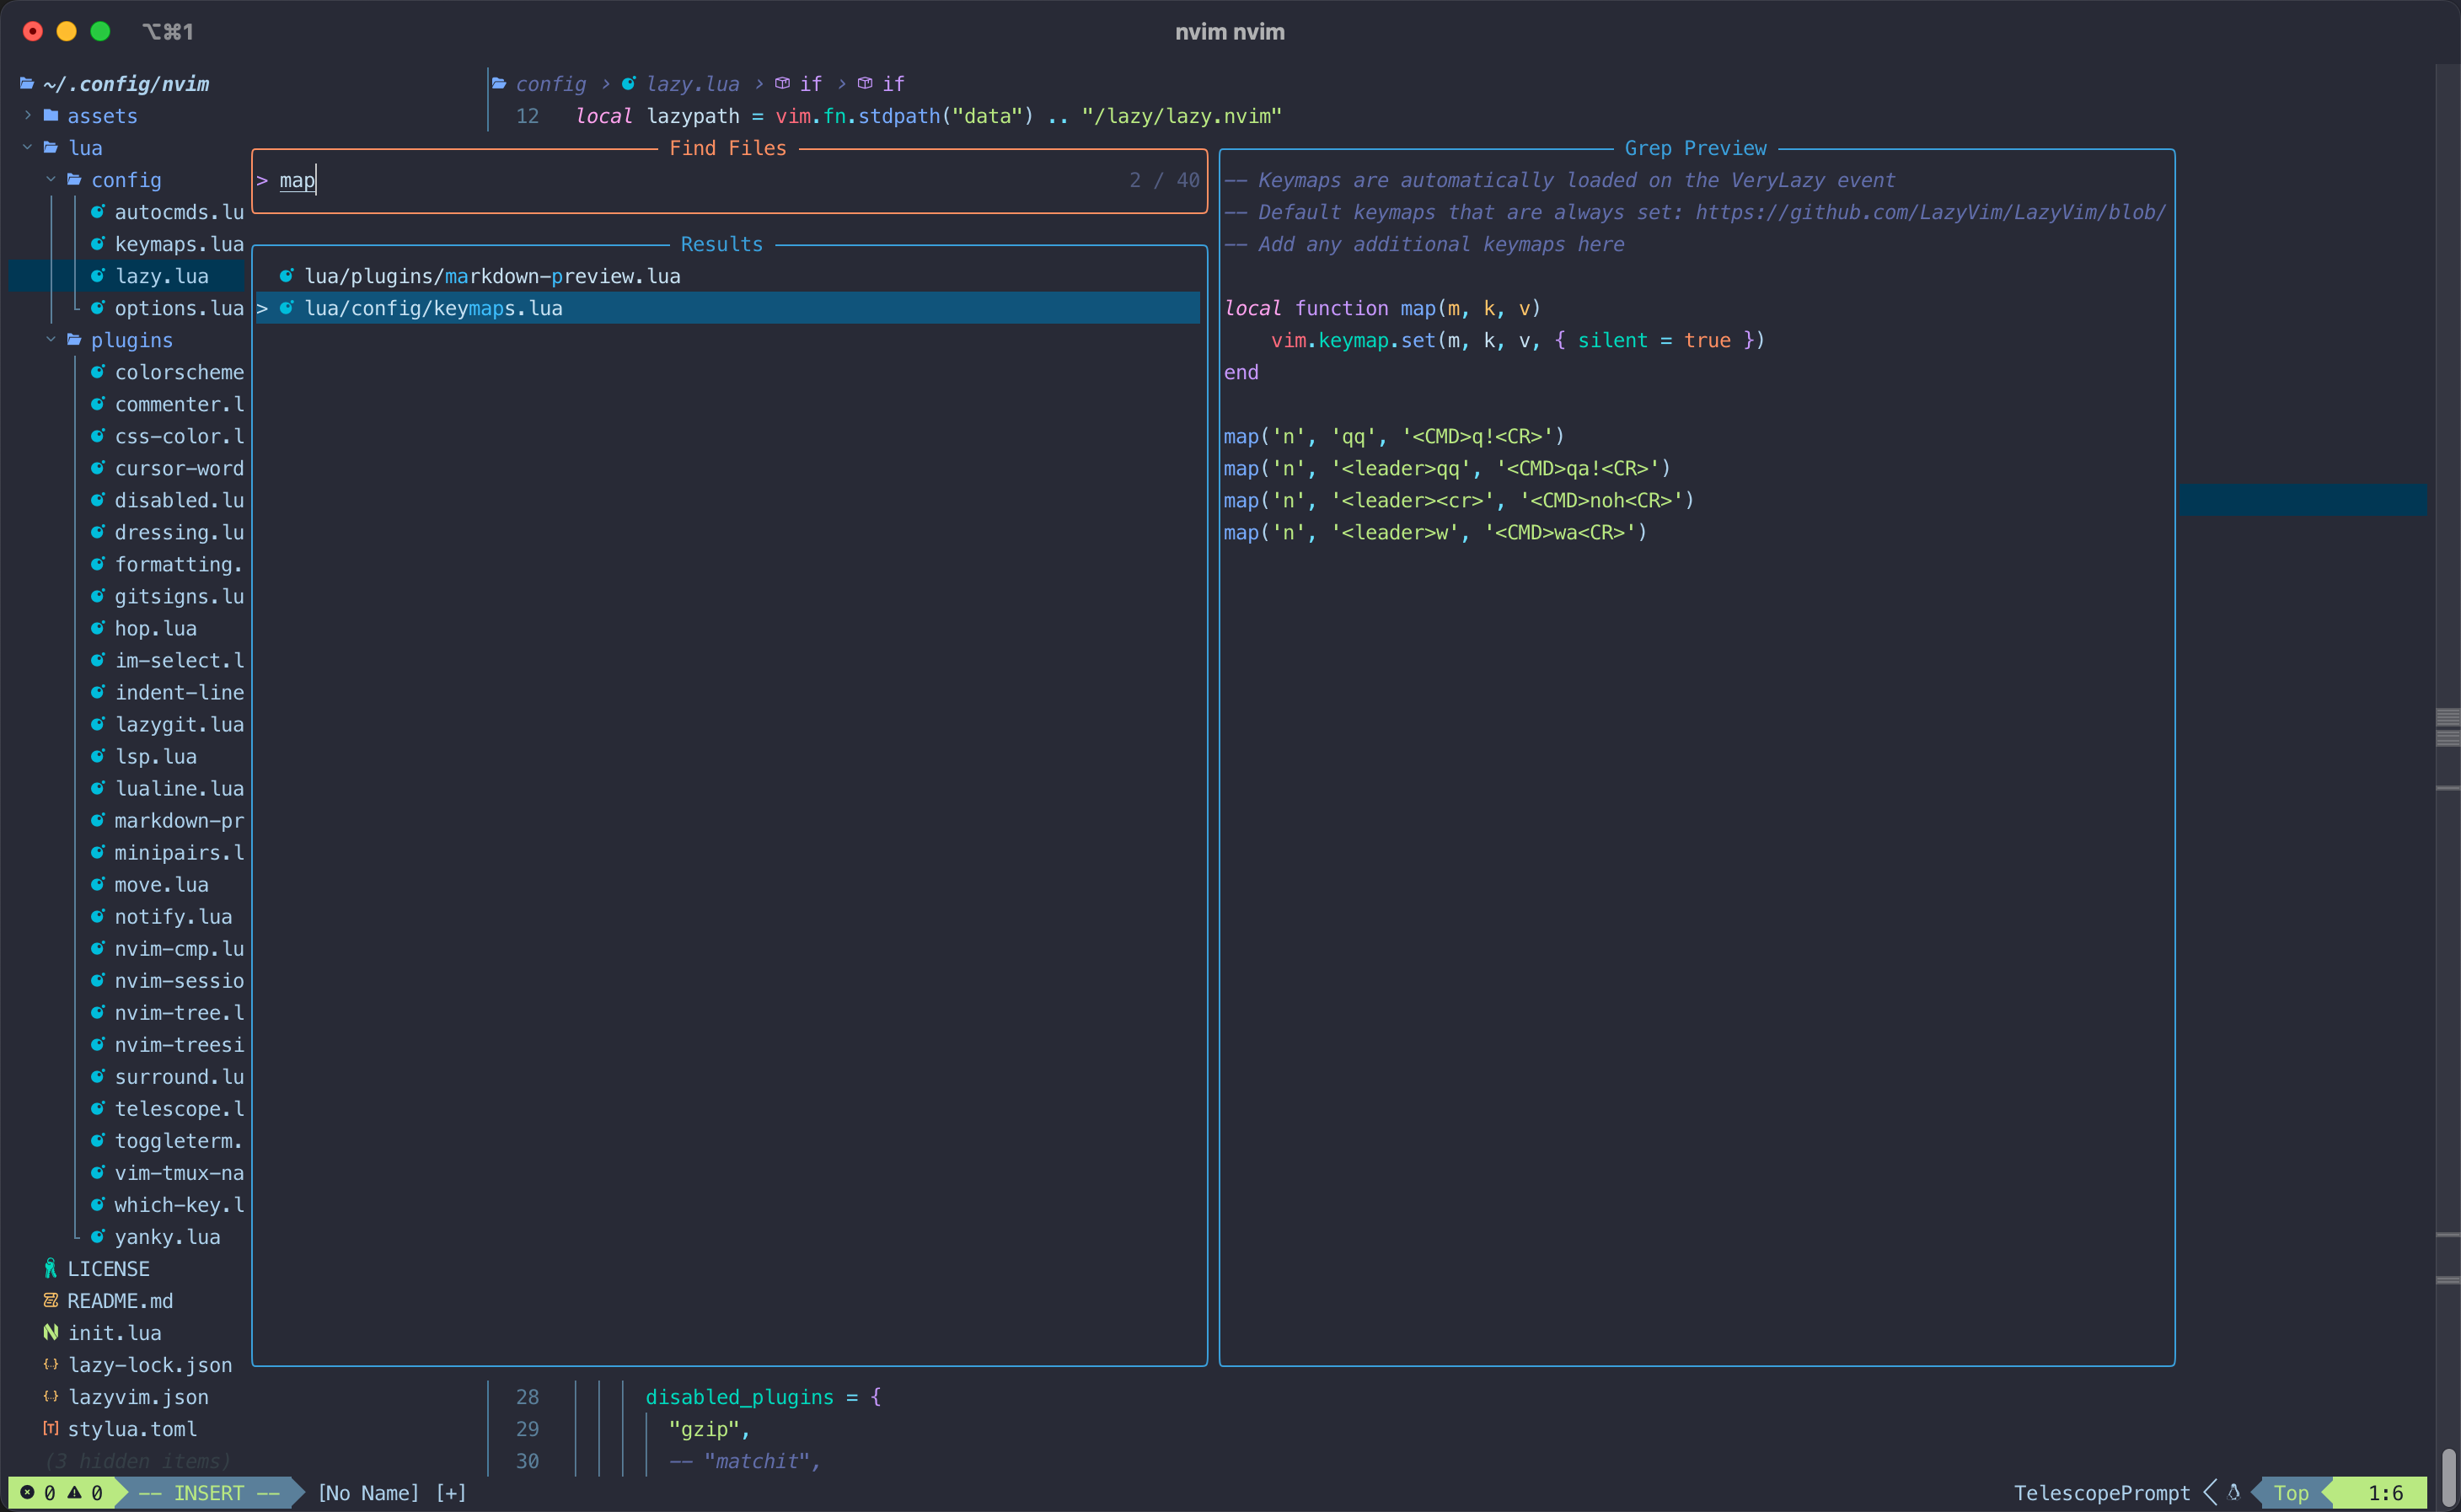 ⌥⌘1
nvim nvim
~/.config/nvim
assets
lua
config
autocmds.lu
keymaps.lua
lazy.lua
options.lua
plugins
colorscheme
commenter.l
css-color.l
cursor-word
disabled.lu
dressing.lu
formatting.
gitsigns.lu
hop.lua
im-select.l
indent-line
lazygit.lua
lsp.lua
lualine.lua
markdown-pr
minipairs.l
move.lua
notify.lua
nvim-cmp.lu
nvim-sessio
nvim-tree.l
nvim-treesi
surround.lu
telescope.l
toggleterm.
vim-tmux-na
which-key.l
yanky.lua
LICENSE
README.md
init.lua
lazy-lock.json
lazyvim.json
stylua.toml
(3 hidden items)
config › lazy.lua › if › if
12 local lazypath = vim.fn.stdpath("data") .. "/lazy/lazy.nvim"
Find Files
> map 2 / 40
Results
lua/plugins/markdown-preview.lua
> lua/config/keymaps.lua
Grep Preview
-- Keymaps are automatically loaded on the VeryLazy event
-- Default keymaps that are always set: https://github.com/LazyVim/LazyVim/blob/
-- Add any additional keymaps here
local function map(m, k, v)
vim.keymap.set(m, k, v, { silent = true })
end
map('n', 'qq', '<CMD>q!<CR>')
map('n', '<leader>qq', '<CMD>qa!<CR>')
map('n', '<leader><cr>', '<CMD>noh<CR>')
map('n', '<leader>w', '<CMD>wa<CR>')
28 disabled_plugins = {
29 "gzip",
30 -- "matchit",
0 0 -- INSERT -- [No Name] [+] TelescopePrompt Top 1:6